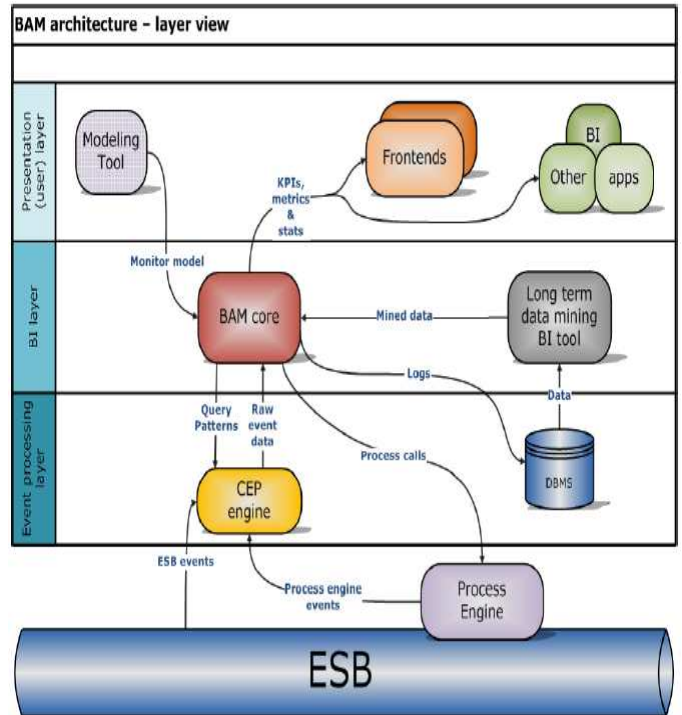 BAM architecture – layer view
Presentation
(user) layer
Modeling
Tool
Frontends
BI
Other
apps
KPIs,
metrics
&
stats
Monitor model
BI layer
BAM core
Mined data
Long term
data mining
BI tool
Logs
Data
Event processing
layer
Query
Patterns
Raw
event
data
Process calls
DBMS
CEP
engine
ESB events
Process engine
events
Process
Engine
ESB